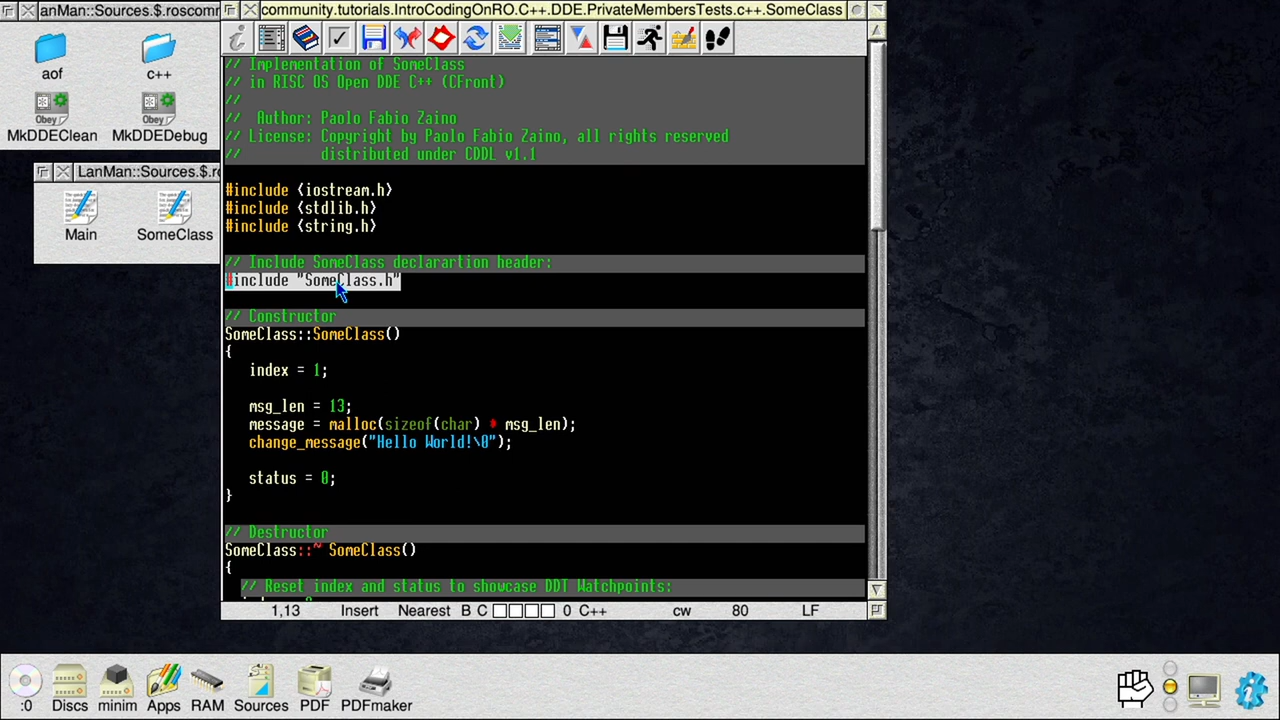 anMan::Sources.$.roscomm
community.tutorials.IntroCodingOnRO.C++.DDE.PrivateMembersTests.c++.SomeClass
aof
c++
Obey
Obey
MkDDEClean
MkDDEDebug
LanMan::Sources.$.ro
Main
SomeClass
// Implementation of SomeClass
// in RISC OS Open DDE C++ (CFront)
//
//  Author: Paolo Fabio Zaino
// License: Copyright by Paolo Fabio Zaino, all rights reserved
//          distributed under CDDL v1.1
#include {iostream.h}
#include {stdlib.h}
#include {string.h}
// Include SomeClass declarartion header:
#include "SomeClass.h"
// Constructor
SomeClass::SomeClass()
{
   index = 1;
   msg_len = 13;
   message = malloc(sizeof(char) * msg_len);
   change_message("Hello World!\0");
   status = 0;
}
// Destructor
SomeClass::~ SomeClass()
{
  // Reset index and status to showcase DDT Watchpoints:
1,13 Insert Nearest B C 0 C++ cw 80 LF
:0 Discs minim Apps RAM Sources PDF PDFmaker